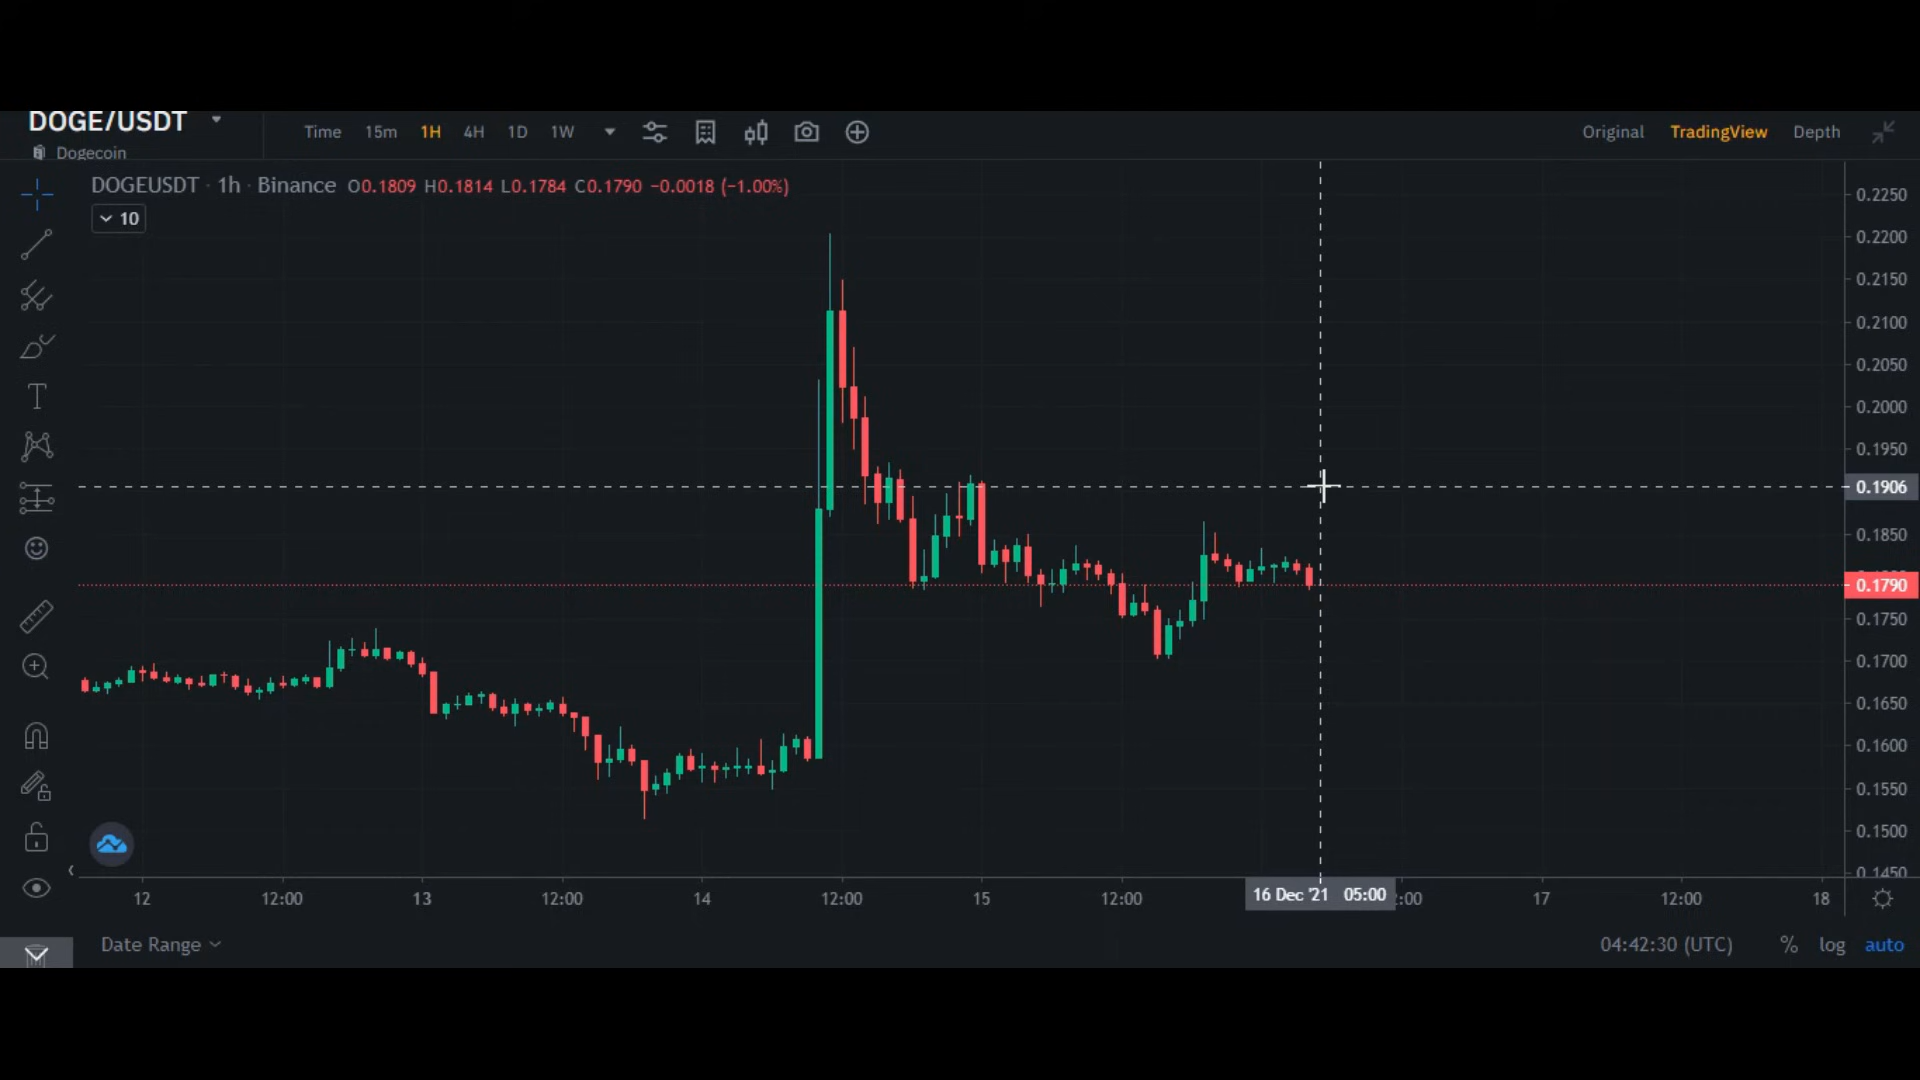 DOGE/USDT
Dogecoin
Time 15m 1H 4H 1D 1W
Original TradingView Depth
DOGEUSDT · 1h · Binance O0.1809 H0.1814 L0.1784 C0.1790 −0.0018 (−1.00%)
10
0.2250
0.2200
0.2150
0.2100
0.2050
0.2000
0.1950
0.1906
0.1850
0.1790
0.1750
0.1700
0.1650
0.1600
0.1550
0.1500
0.1450
12 12:00 13 12:00 14 12:00 15 12:00 16 Dec '21 05:00 :00 17 12:00 18
Date Range
04:42:30 (UTC) % log auto